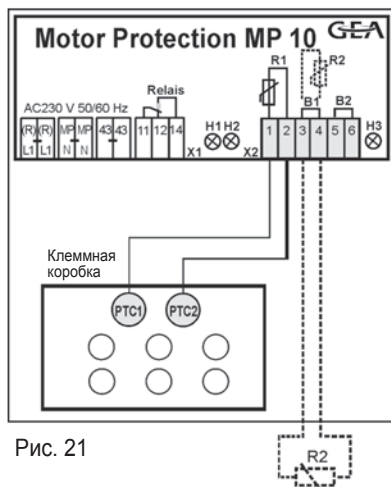 Motor Protection MP 10 GEA
R1 R2
Relais
AC230 V 50/60 Hz B1 B2
(R) (R) MP MP 43 43 11 12 14 H1 H2 1 2 3 4 5 6 H3
L1 L1 N N X1 X2
Клеммная
коробка
PTC1 PTC2
Рис. 21
R2